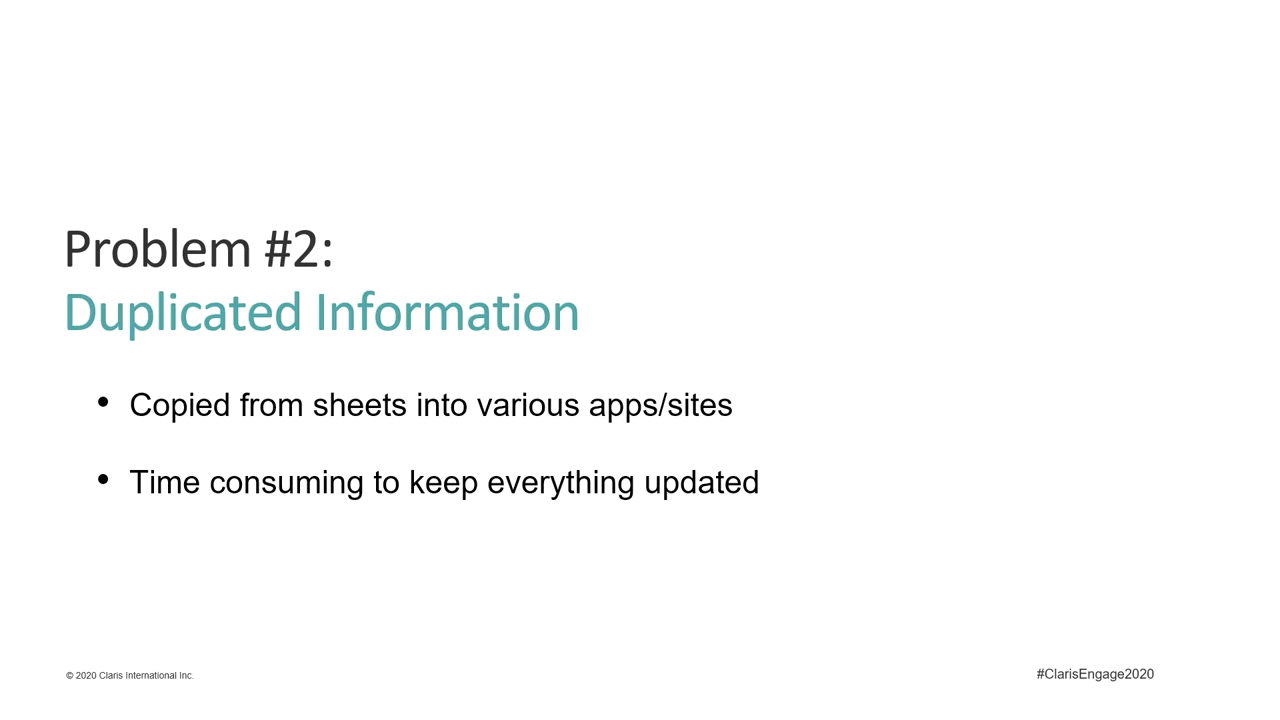 Problem #2:
Duplicated Information
• Copied from sheets into various apps/sites
• Time consuming to keep everything updated
© 2020 Claris International Inc.
#ClarisEngage2020